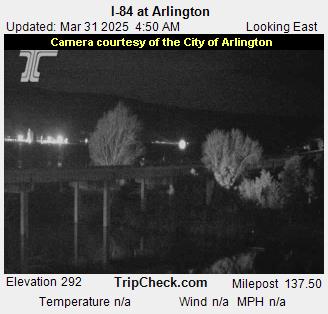 I-84 at Arlington
Updated: Mar 31 2025 4:50 AM Looking East
Camera courtesy of the City of Arlington
Elevation 292 TripCheck.com Milepost 137.50
Temperature n/a Wind n/a MPH n/a